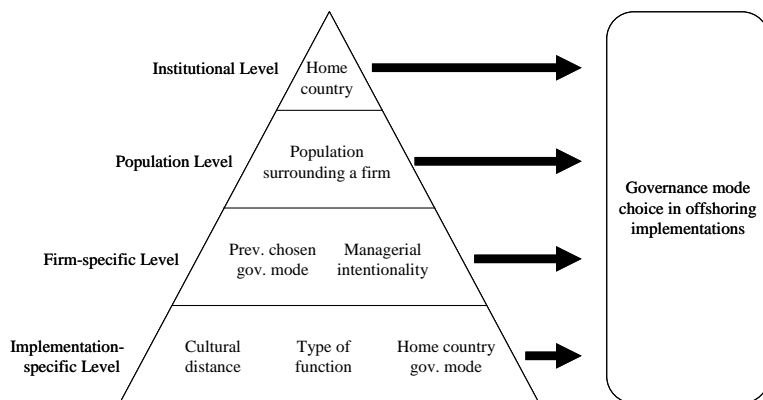 Institutional Level
Home
country
Population Level
Population
surrounding a firm
Firm-specific Level
Prev. chosen
gov. mode
Managerial
intentionality
Implementation-
specific Level
Cultural
distance
Type of
function
Home country
gov. mode
Governance mode
choice in offshoring
implementations